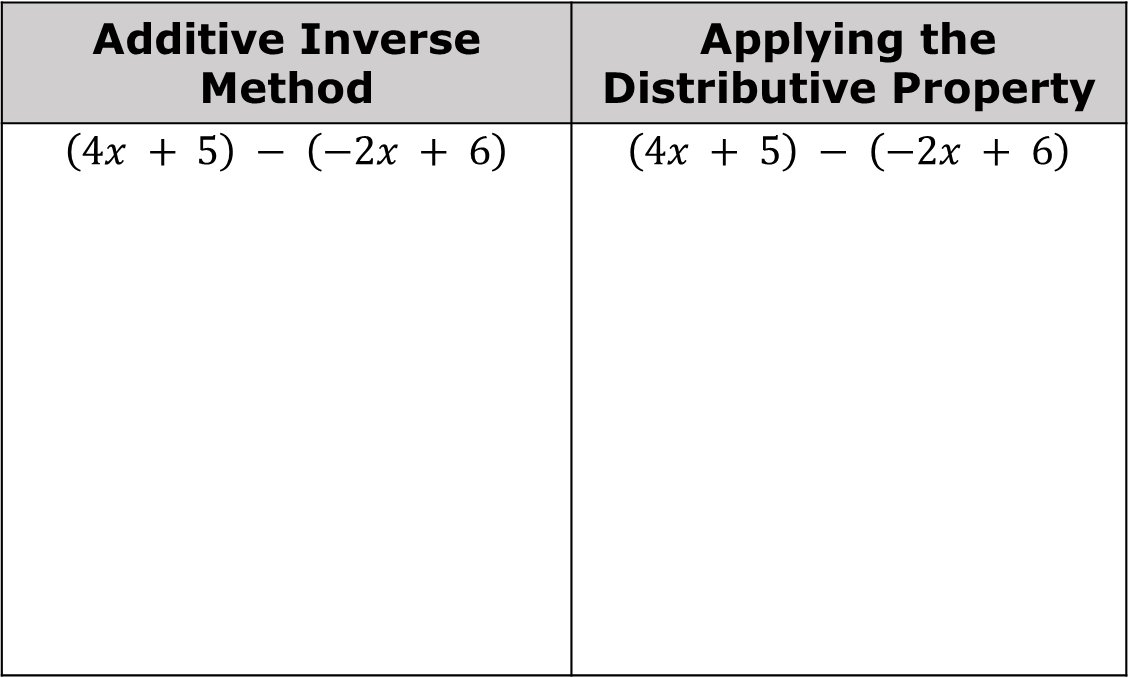 Additive Inverse
Method
Applying the
Distributive Property
(4x + 5) − (−2x + 6)
(4x + 5) − (−2x + 6)